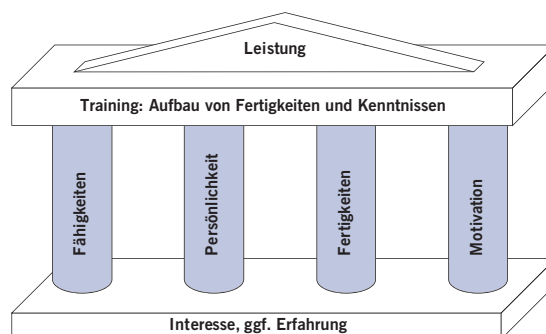 Leistung
Training: Aufbau von Fertigkeiten und Kenntnissen
Fähigkeiten
Persönlichkeit
Fertigkeiten
Motivation
Interesse, ggf. Erfahrung